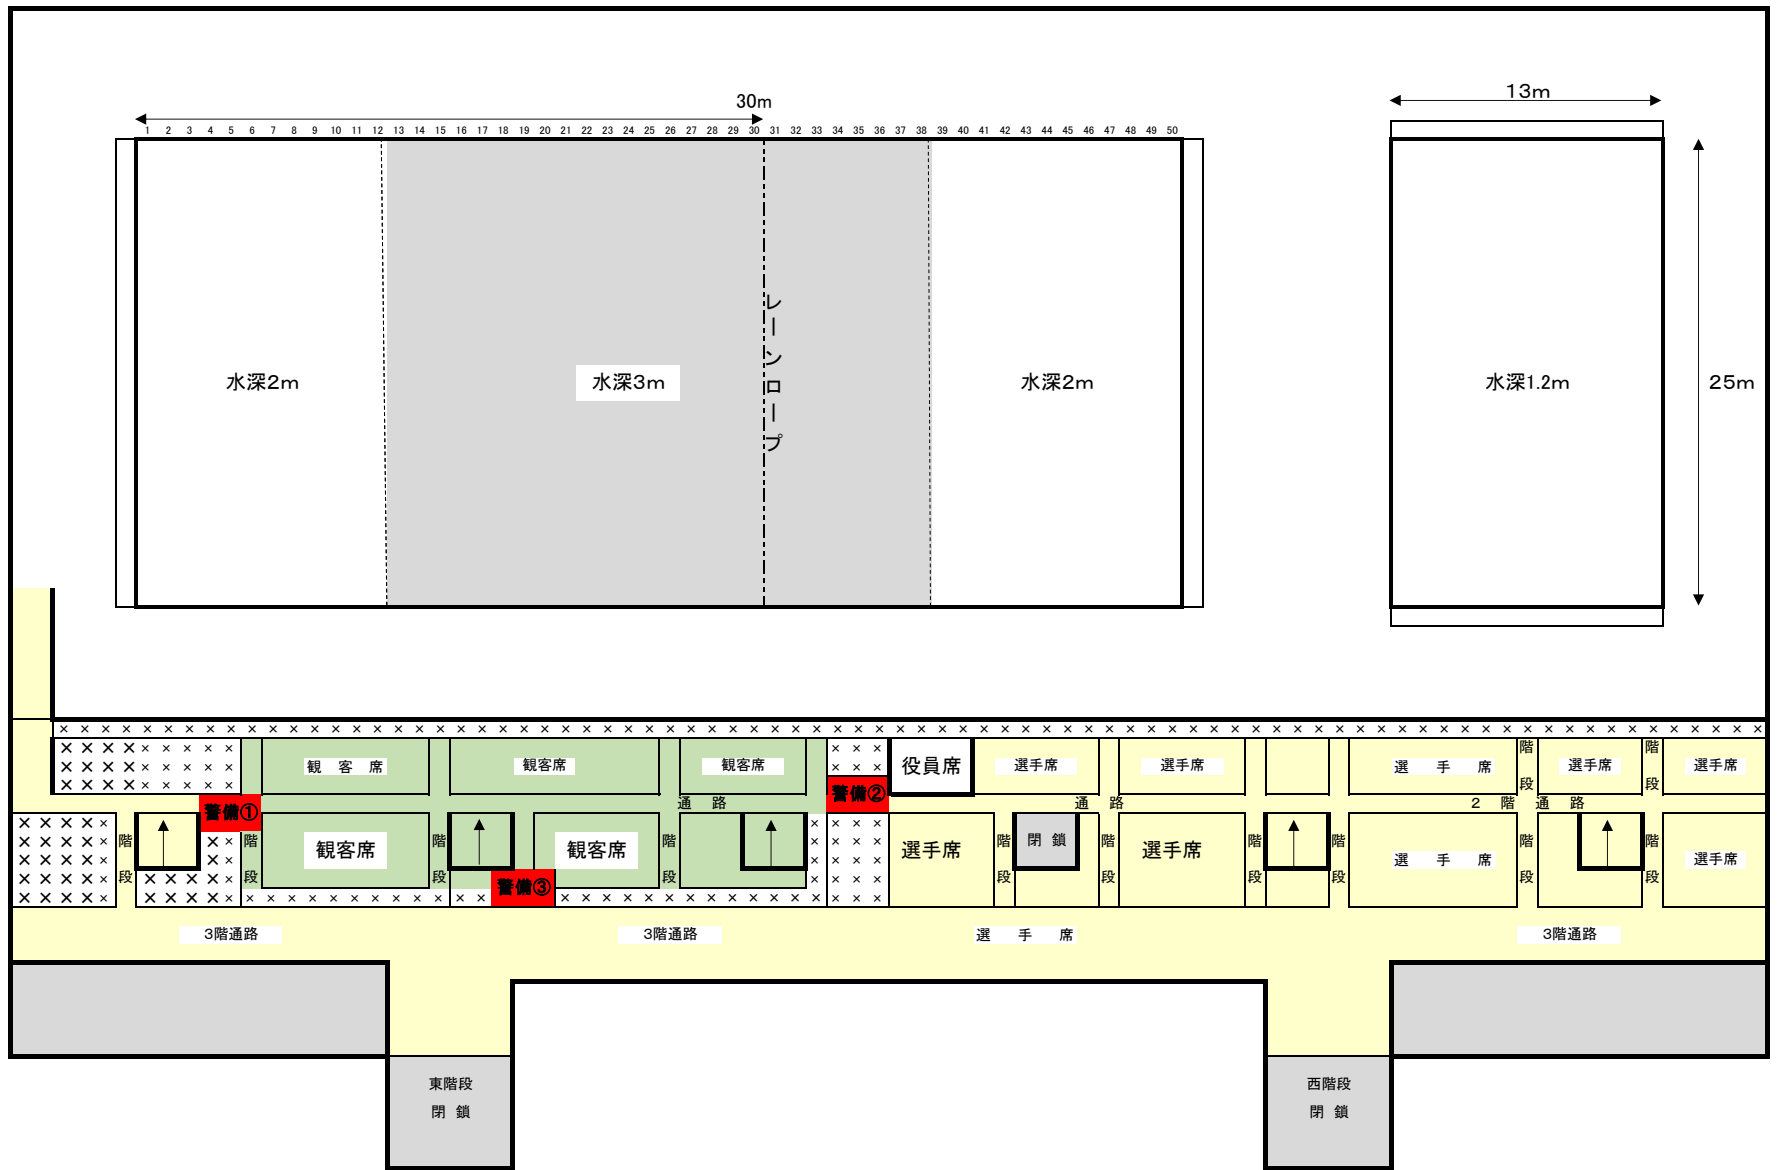 30m
13m
1 2 3 4 5 6 7 8 9 10 11 12 13 14 15 16 17 18 19 20 21 22 23 24 25 26 27 28 29 30 31 32 33 34 35 36 37 38 39 40 41 42 43 44 45 46 47 48 49 50
レーンロープ
水深2m
水深3m
水深2m
水深1.2m
25m
× × × × × × × × × × × × × × × × × × × × × × × × × × × × × × × × × × × × × × × × × × × × × × × × × × × × × × × × × × × × × × × × × × × × × × × × × × × × × × × × × ×
観 客 席
観客席
観客席
役員席
選手席
選手席
選 手 席
階段
選手席
階段
選手席
警備①
通 路
警備②
通 路
2 階 通 路
階段
階段
観客席
階段
観客席
階段
選手席
階段
閉 鎖
階段
選手席
階段
階段
選 手 席
階段
階段
選手席
警備③
3階通路
3階通路
選 手 席
3階通路
東階段
閉 鎖
西階段
閉 鎖